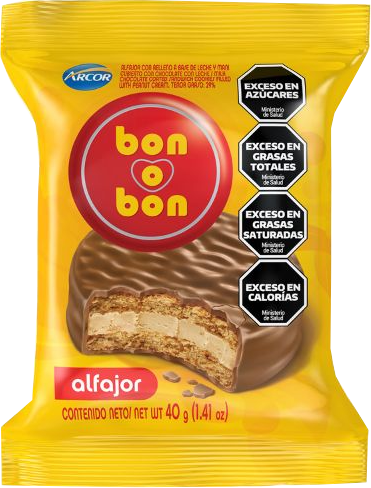 ARCOR
ALFAJOR CON RELLENO A BASE DE LECHE Y MANI
CUBIERTO CON CHOCOLATE CON LECHE / MILK
CHOCOLATE COATED SANDWICH COOKIES FILLED
WITH PEANUT CREAM. TENOR GRASO: 29%
bon
o
bon
EXCESO EN
AZÚCARES
Ministerio
de Salud
EXCESO EN
GRASAS
TOTALES
Ministerio
de Salud
EXCESO EN
GRASAS
SATURADAS
Ministerio
de Salud
EXCESO EN
CALORÍAS
Ministerio
de Salud
alfajor
CONTENIDO NETO/ NET WT 40 g (1.41 oz)